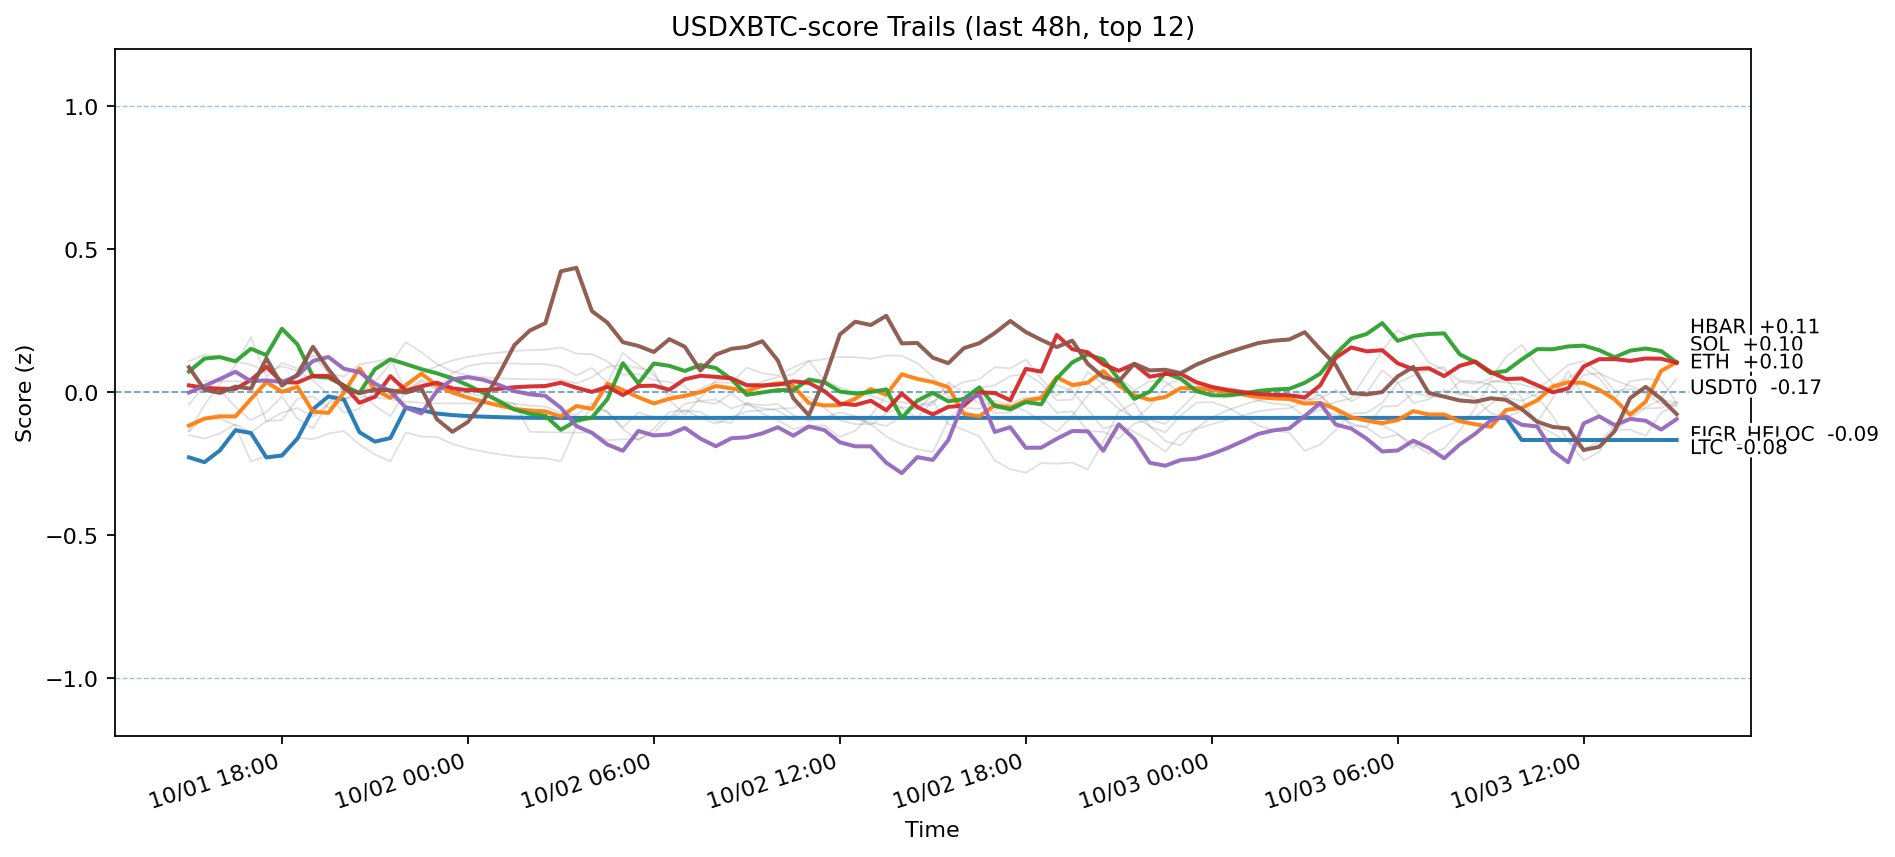 USDXBTC-score Trails (last 48h, top 12)
Score (z)
1.0
0.5
0.0
−0.5
−1.0
HBAR +0.11
SOL +0.10
ETH +0.10
USDT0 -0.17
FIGR_HELOC -0.09
LTC -0.08
10/01 18:00
10/02 00:00
10/02 06:00
10/02 12:00
10/02 18:00
10/03 00:00
10/03 06:00
10/03 12:00
Time